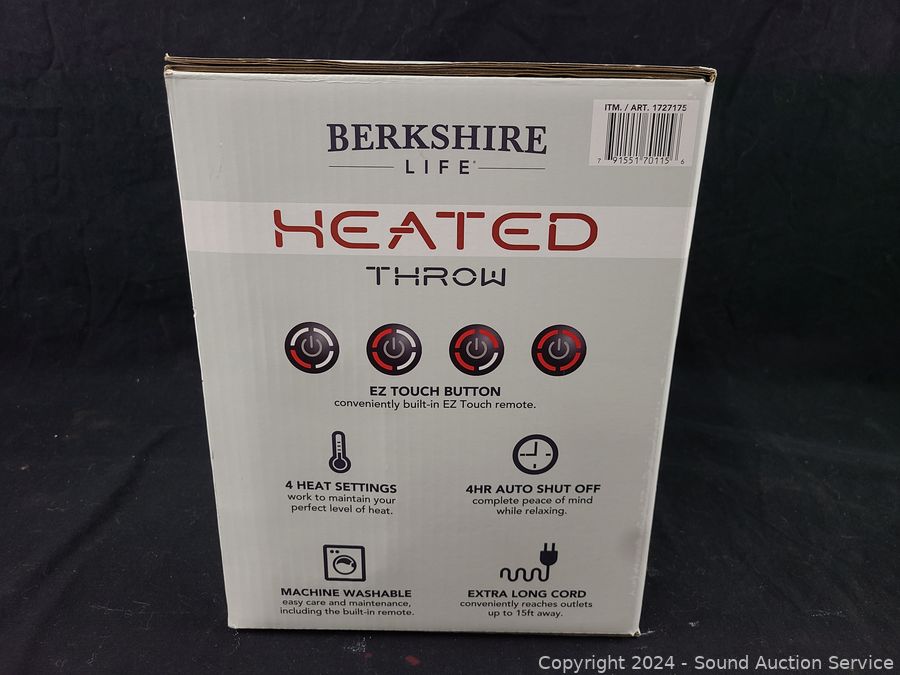 ITM. / ART. 1727175
7 91551 70115 6
BERKSHIRE
LIFE
HEATED
THROW
EZ TOUCH BUTTON
conveniently built-in EZ Touch remote.
4 HEAT SETTINGS
work to maintain your
perfect level of heat.
4HR AUTO SHUT OFF
complete peace of mind
while relaxing.
MACHINE WASHABLE
easy care and maintenance,
including the built-in remote.
EXTRA LONG CORD
conveniently reaches outlets
up to 15ft away.
Copyright 2024 - Sound Auction Service